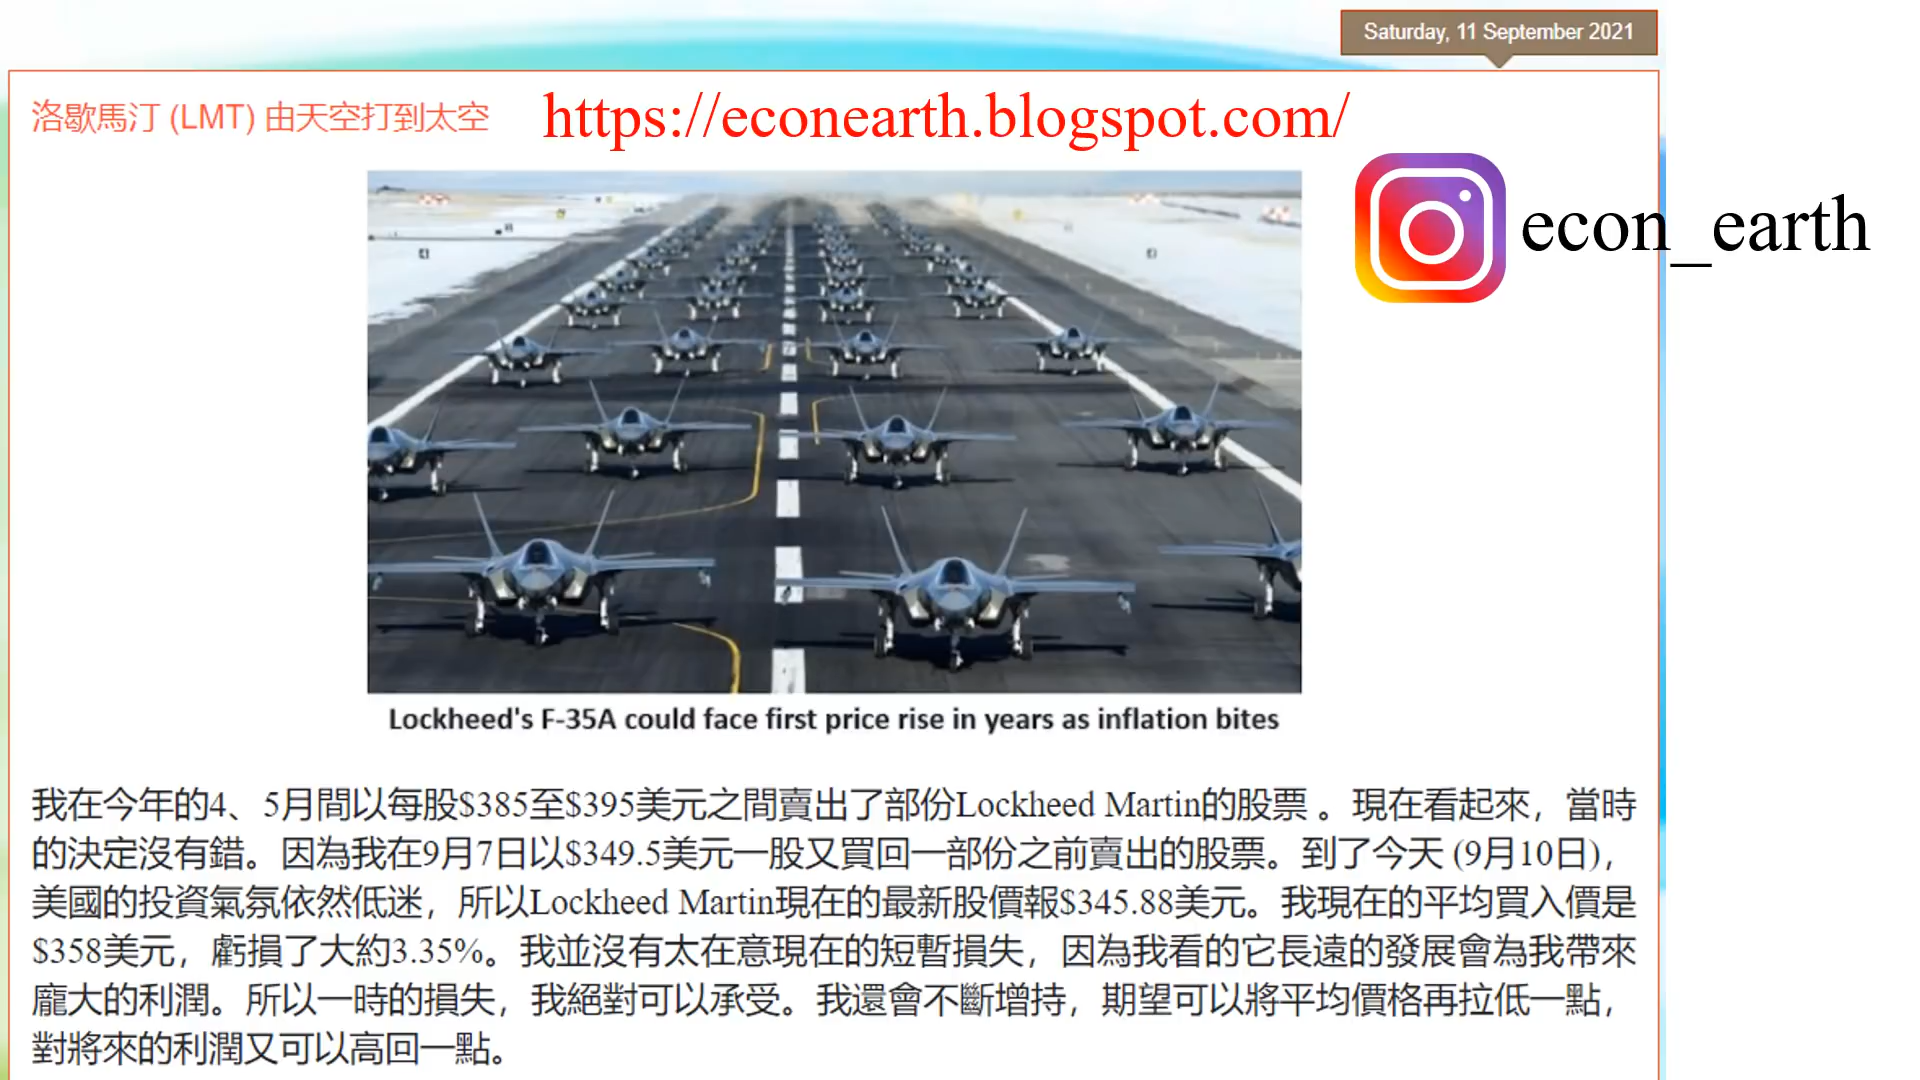 Saturday, 11 September 2021
洛歇馬汀 (LMT) 由天空打到太空
https://econearth.blogspot.com/
econ_earth
Lockheed's F-35A could face first price rise in years as inflation bites
我在今年的4、5月間以每股$385至$395美元之間賣出了部份Lockheed Martin的股票 。現在看起來，當時
的決定沒有錯。因為我在9月7日以$349.5美元一股又買回一部份之前賣出的股票。到了今天 (9月10日)，
美國的投資氣氛依然低迷，所以Lockheed Martin現在的最新股價報$345.88美元。我現在的平均買入價是
$358美元，虧損了大約3.35%。我並沒有太在意現在的短暫損失，因為我看的它長遠的發展會為我帶來
龐大的利潤。所以一時的損失，我絕對可以承受。我還會不斷增持，期望可以將平均價格再拉低一點，
對將來的利潤又可以高回一點。